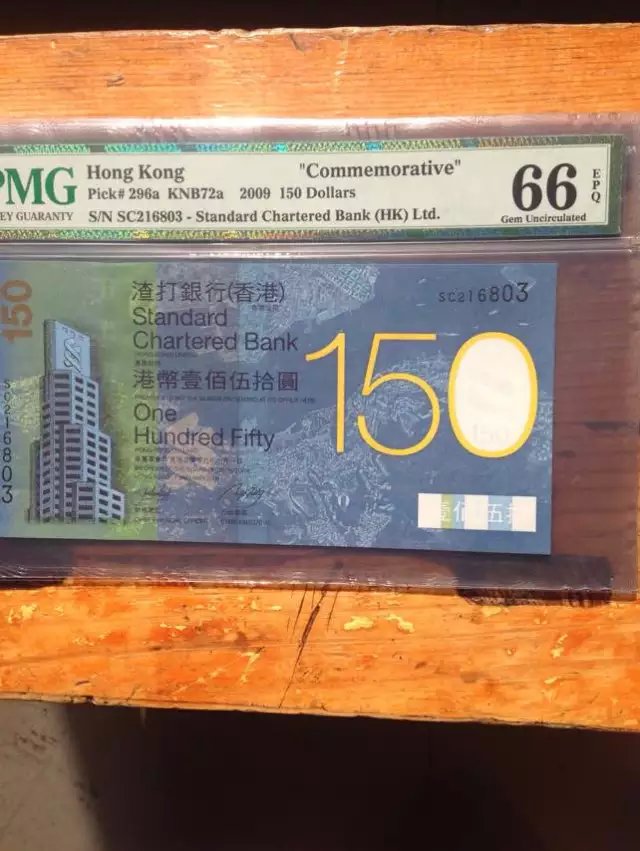 PMG
EY GUARANTY
Hong Kong "Commemorative"
Pick# 296a KNB72a 2009 150 Dollars
S/N SC216803 - Standard Chartered Bank (HK) Ltd.
66
EPQ
Gem Uncirculated
150
SC216803
渣打銀行(香港)
Standard
Chartered Bank
港幣壹佰伍拾圓
One
Hundred Fifty
150
SC216803